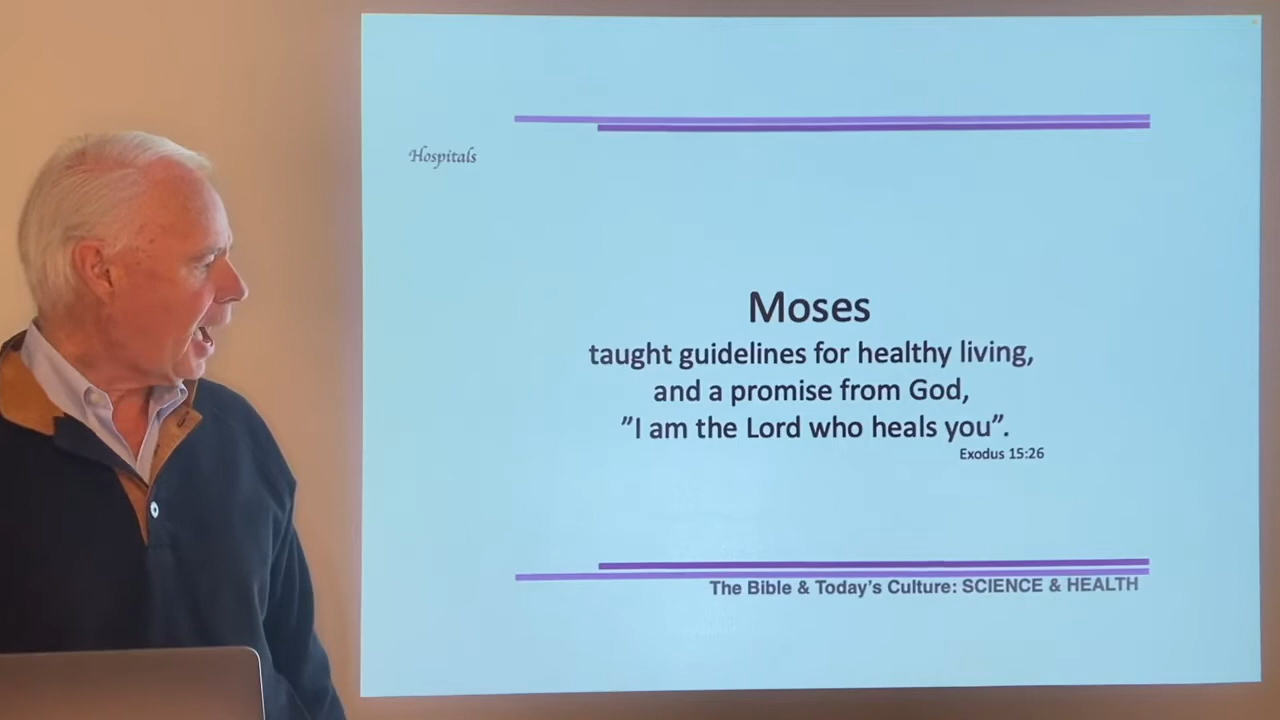 Hospitals
Moses
taught guidelines for healthy living,
and a promise from God,
”I am the Lord who heals you”.
Exodus 15:26
The Bible & Today’s Culture: SCIENCE & HEALTH